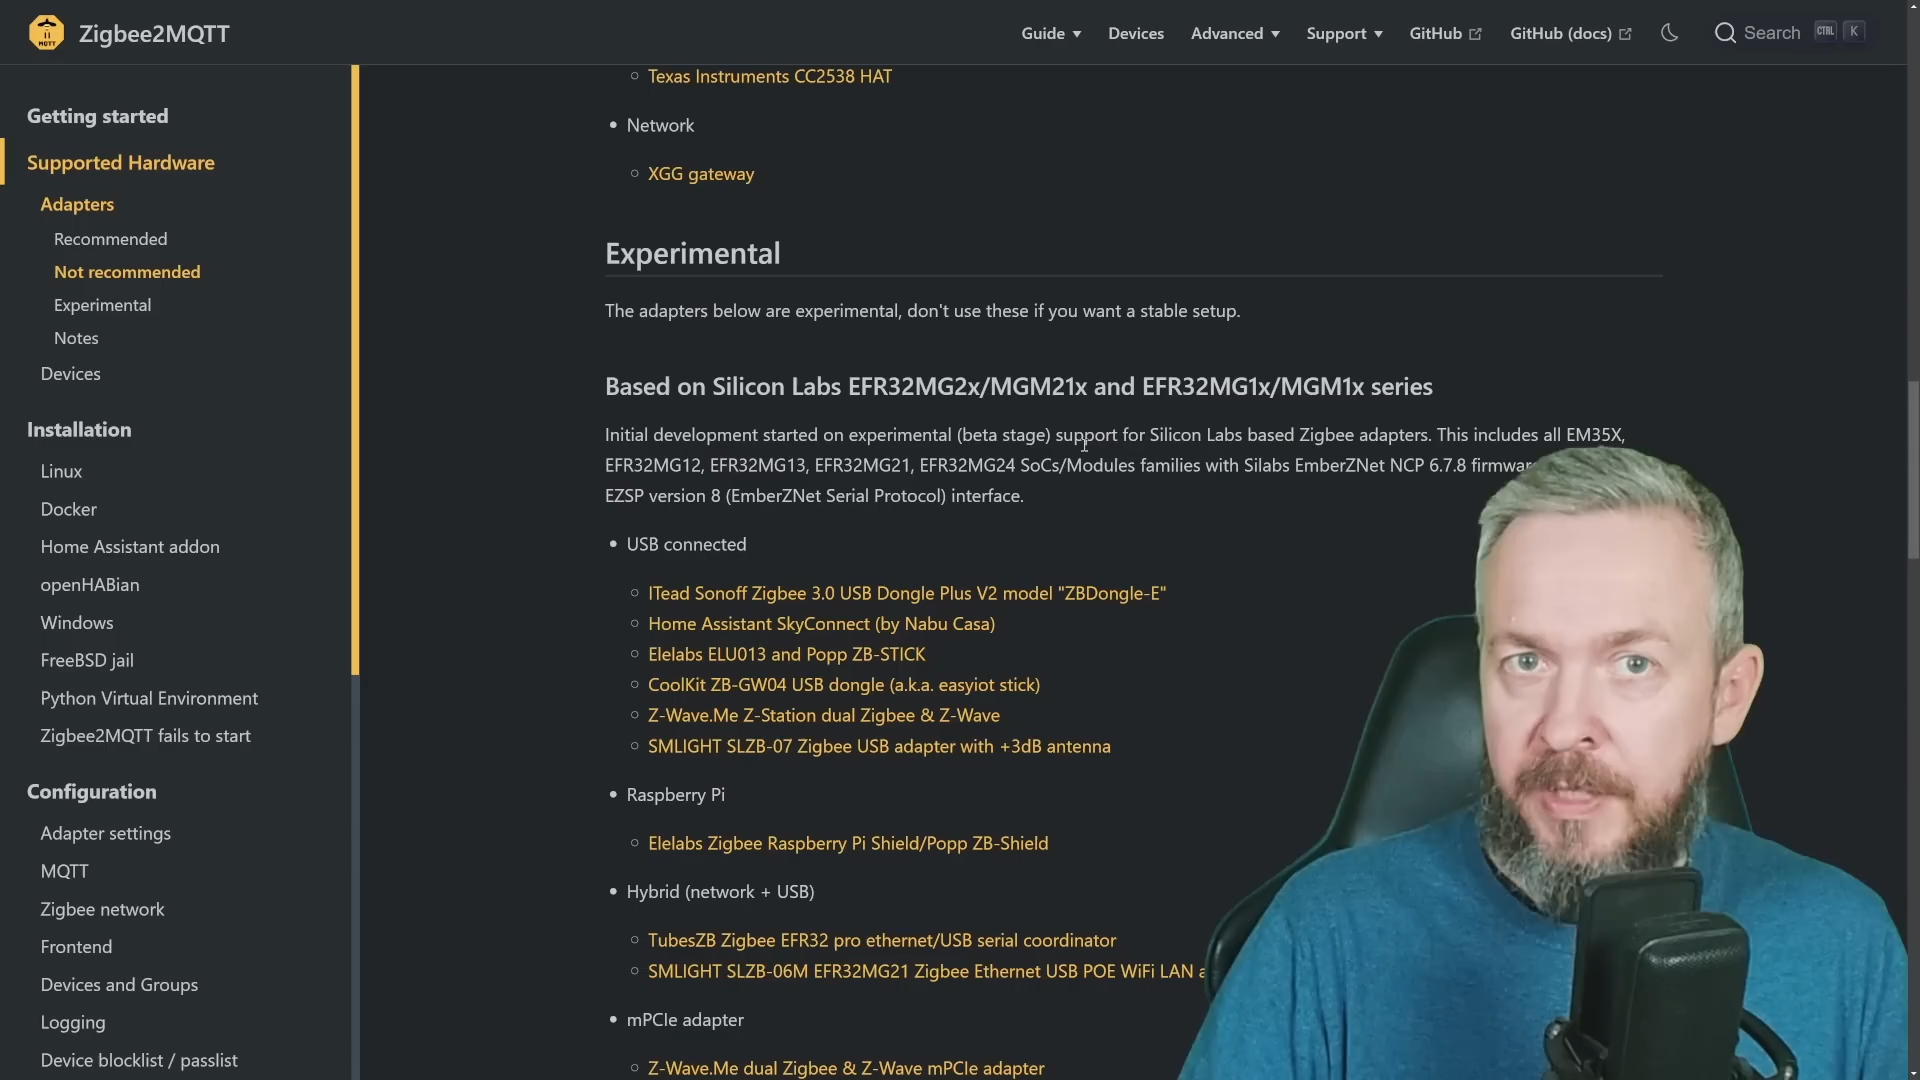 Zigbee2MQTT
Guide
Devices
Advanced
Support
GitHub
GitHub (docs)
Search
CTRL
K
Getting started
Supported Hardware
Adapters
Recommended
Not recommended
Experimental
Notes
Devices
Installation
Linux
Docker
Home Assistant addon
openHABian
Windows
FreeBSD jail
Python Virtual Environment
Zigbee2MQTT fails to start
Configuration
Adapter settings
MQTT
Zigbee network
Frontend
Devices and Groups
Logging
Device blocklist / passlist
Texas Instruments CC2538 HAT
Network
XGG gateway
Experimental
The adapters below are experimental, don't use these if you want a stable setup.
Based on Silicon Labs EFR32MG2x/MGM21x and EFR32MG1x/MGM1x series
Initial development started on experimental (beta stage) support for Silicon Labs based Zigbee adapters. This includes all EM35X,
EFR32MG12, EFR32MG13, EFR32MG21, EFR32MG24 SoCs/Modules families with Silabs EmberZNet NCP 6.7.8 firmwar
EZSP version 8 (EmberZNet Serial Protocol) interface.
USB connected
ITead Sonoff Zigbee 3.0 USB Dongle Plus V2 model "ZBDongle-E"
Home Assistant SkyConnect (by Nabu Casa)
Elelabs ELU013 and Popp ZB-STICK
CoolKit ZB-GW04 USB dongle (a.k.a. easyiot stick)
Z-Wave.Me Z-Station dual Zigbee & Z-Wave
SMLIGHT SLZB-07 Zigbee USB adapter with +3dB antenna
Raspberry Pi
Elelabs Zigbee Raspberry Pi Shield/Popp ZB-Shield
Hybrid (network + USB)
TubesZB Zigbee EFR32 pro ethernet/USB serial coordinator
SMLIGHT SLZB-06M EFR32MG21 Zigbee Ethernet USB POE WiFi LAN
mPCIe adapter
Z-Wave.Me dual Zigbee & Z-Wave mPCIe adapter